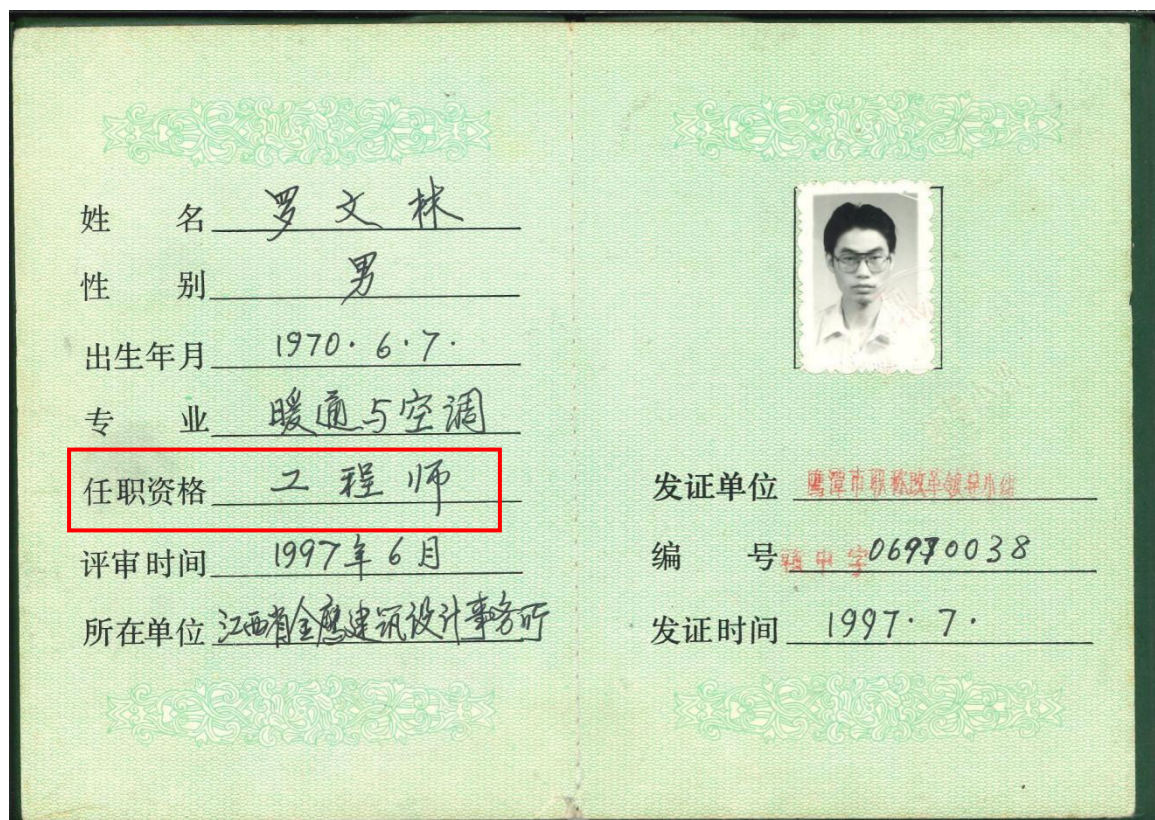 姓 名 罗文林
性 别 男
出生年月 1970.6.7.
专 业 暖通与空调
任职资格 工程师
评审时间 1997年6月
所在单位 江西省金鹰建筑设计事务所
发证单位 鹰潭市职称改革领导小组
编 号 中字 06970038
发证时间 1997.7.